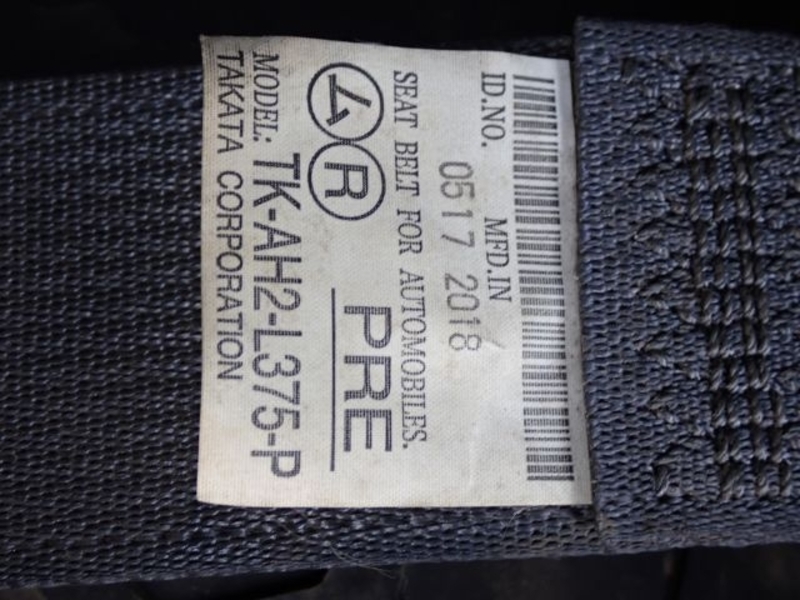 ID.NO. MFD.IN
0517 2018
SEAT BELT FOR AUTOMOBILES.
R PRE
MODEL: TK-AH2-L375-P
TAKATA CORPORATION